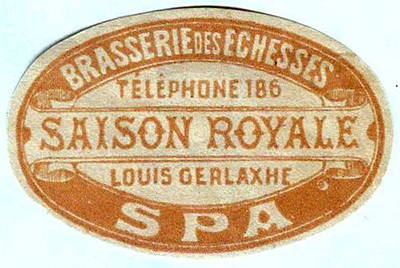 BRASSERIE DES ECHESSES
TÉLÉPHONE 186
SAISON ROYALE
LOUIS GERLAXHE
SPA